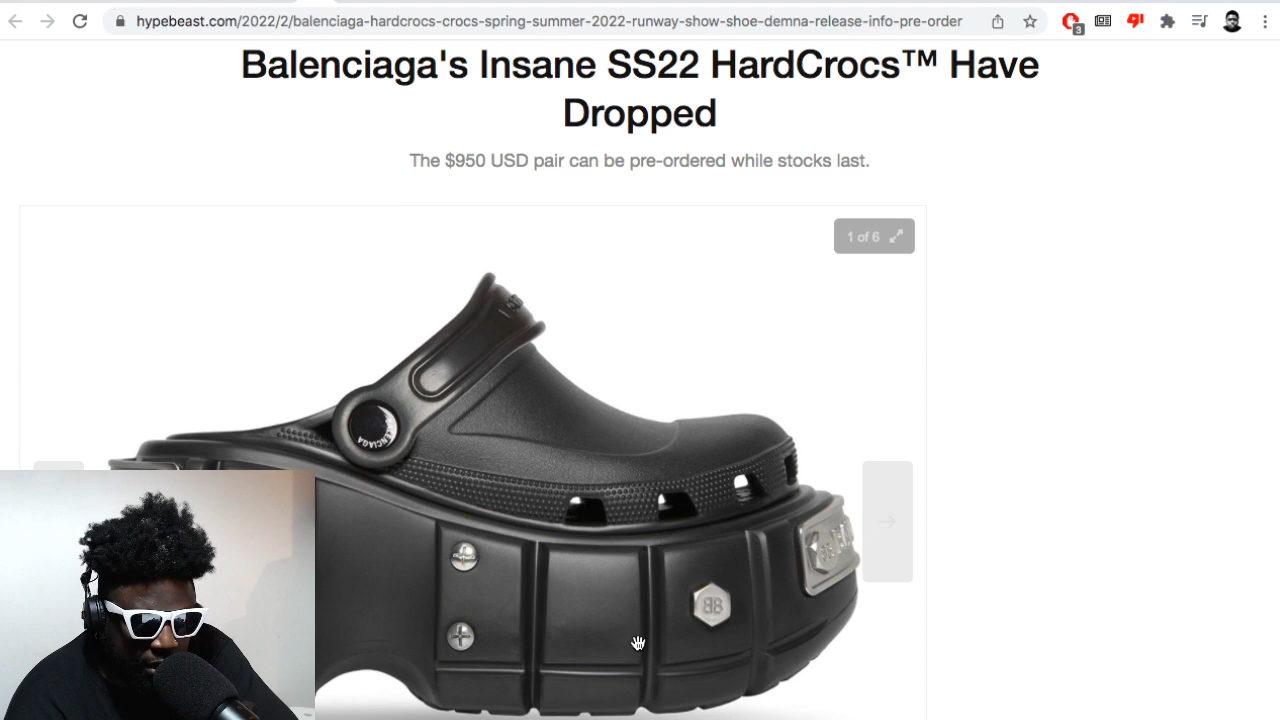 hypebeast.com/2022/2/balenciaga-hardcrocs-crocs-spring-summer-2022-runway-show-shoe-demna-release-info-pre-order
3
Balenciaga's Insane SS22 HardCrocs™ Have
Dropped
The $950 USD pair can be pre-ordered while stocks last.
1 of 6
BB